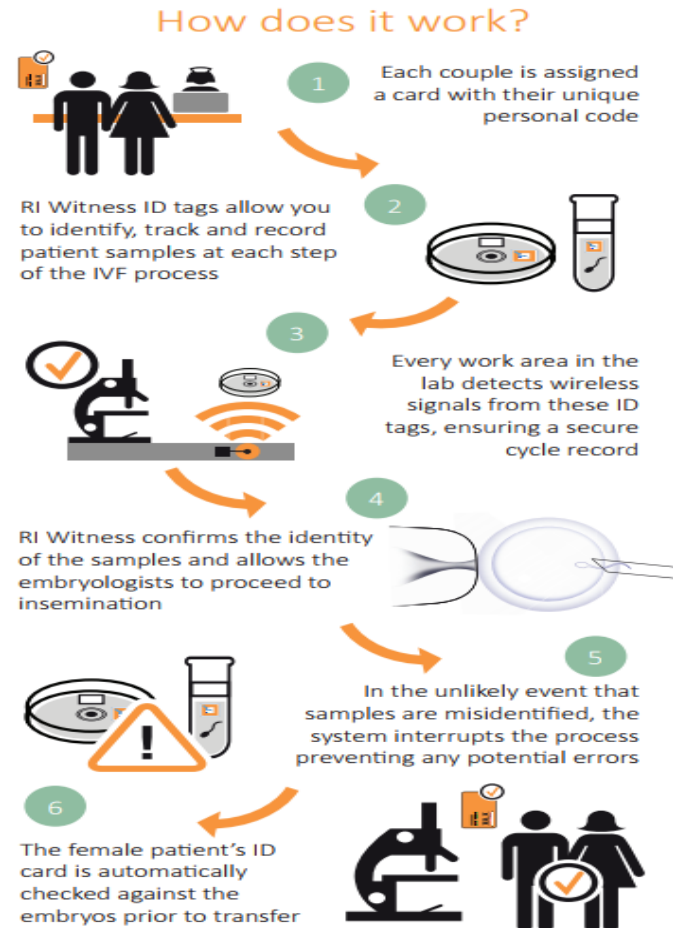 How does it work?
1
Each couple is assigned
a card with their unique
personal code
2
RI Witness ID tags allow you
to identify, track and record
patient samples at each step
of the IVF process
3
Every work area in the
lab detects wireless
signals from these ID
tags, ensuring a secure
cycle record
4
RI Witness confirms the identity
of the samples and allows the
embryologists to proceed to
insemination
5
In the unlikely event that
samples are misidentified, the
system interrupts the process
preventing any potential errors
6
The female patient's ID
card is automatically
checked against the
embryos prior to transfer